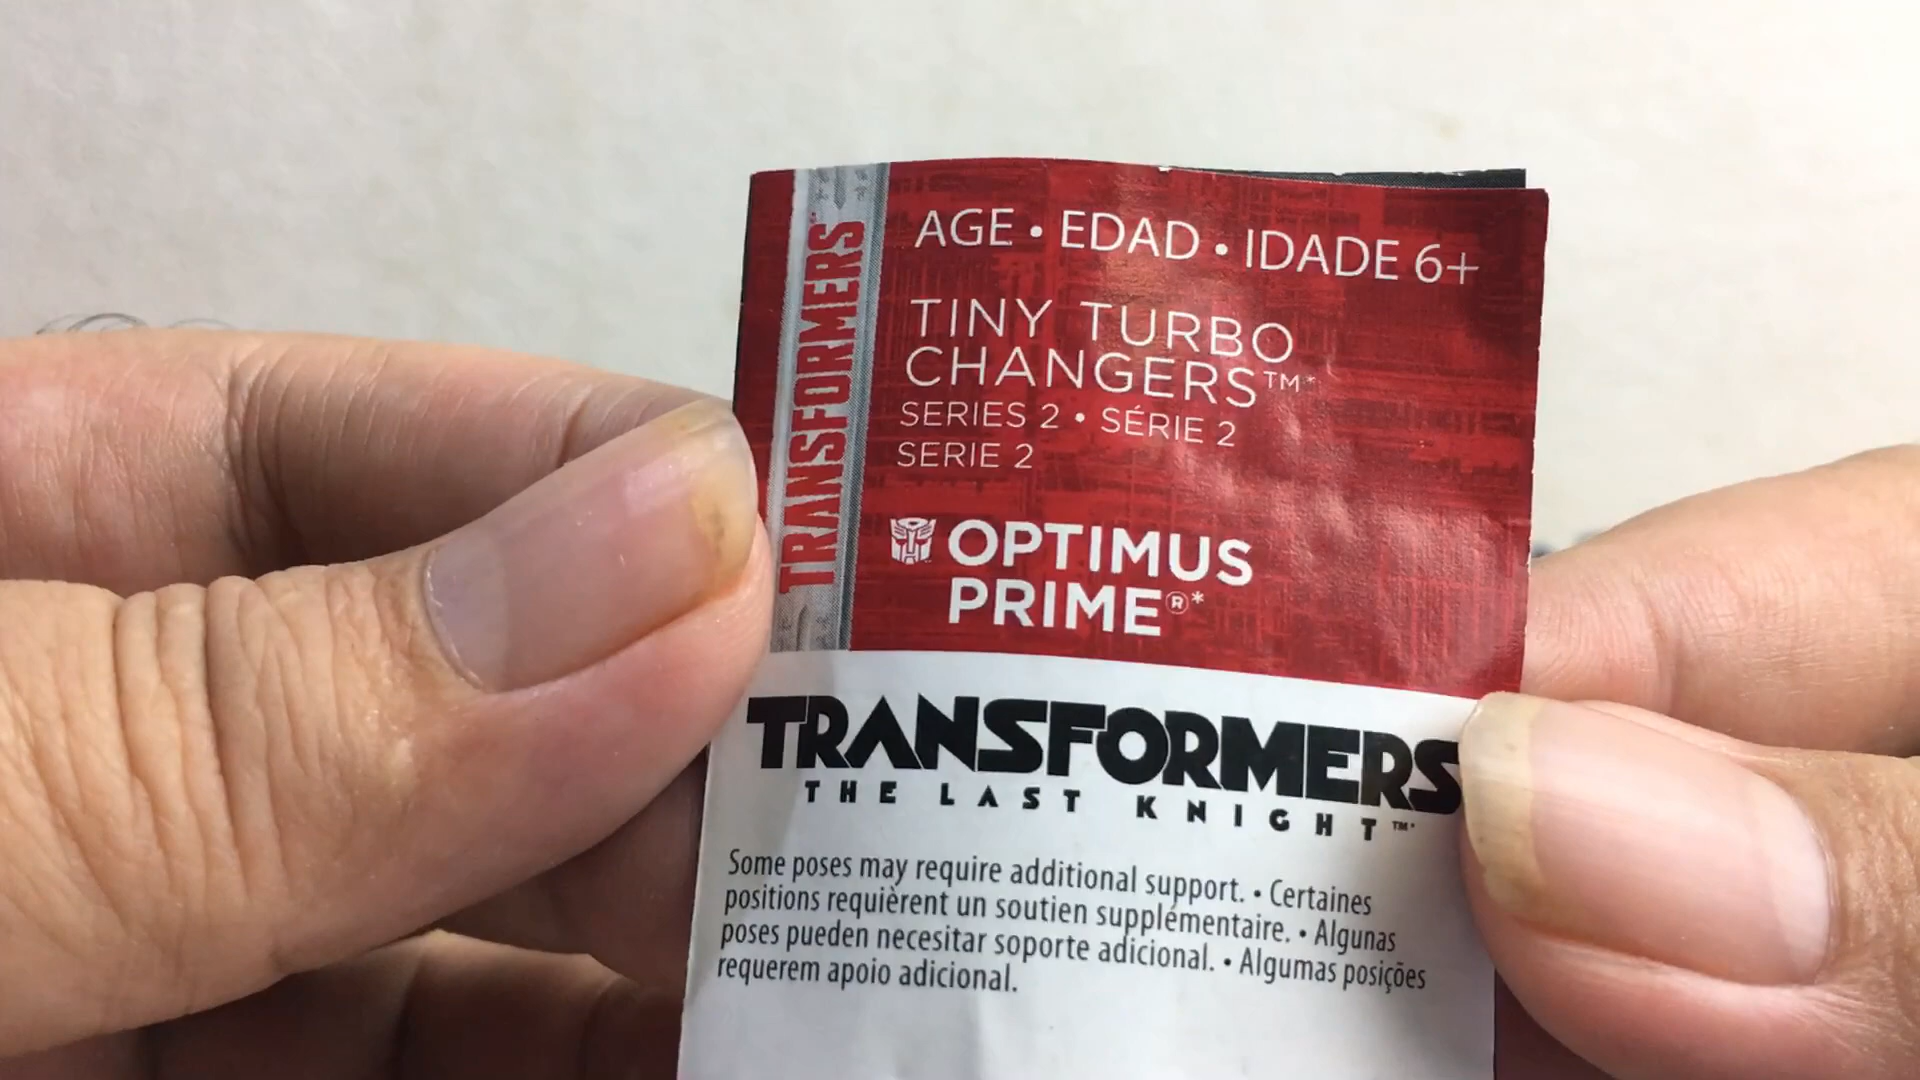 TRANSFORMERS
AGE • EDAD • IDADE 6+
TINY TURBO
CHANGERS™*
SERIES 2 • SÉRIE 2
SERIE 2
OPTIMUS
PRIME®*
TRANSFORMERS
THE LAST KNIGHT™*
Some poses may require additional support. • Certaines
positions requièrent un soutien supplémentaire. • Algunas
poses pueden necesitar soporte adicional. • Algumas posições
requerem apoio adicional.